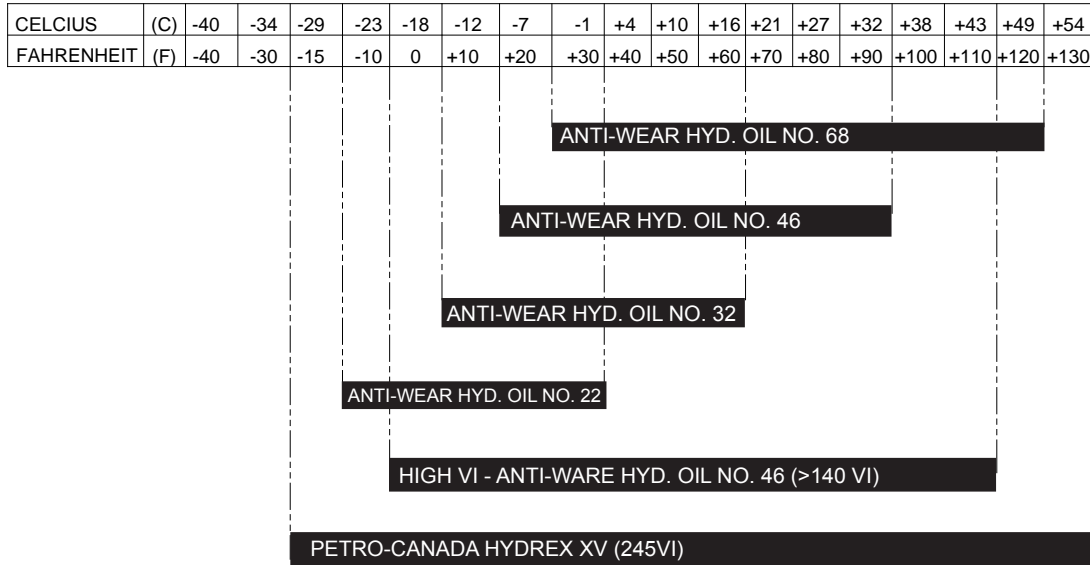 CELCIUS (C) -40 -34 -29 -23 -18 -12 -7 -1 +4 +10 +16 +21 +27 +32 +38 +43 +49 +54
FAHRENHEIT (F) -40 -30 -15 -10 0 +10 +20 +30 +40 +50 +60 +70 +80 +90 +100 +110 +120 +130
ANTI-WEAR HYD. OIL NO. 68
ANTI-WEAR HYD. OIL NO. 46
ANTI-WEAR HYD. OIL NO. 32
ANTI-WEAR HYD. OIL NO. 22
HIGH VI - ANTI-WARE HYD. OIL NO. 46 (>140 VI)
PETRO-CANADA HYDREX XV (245VI)